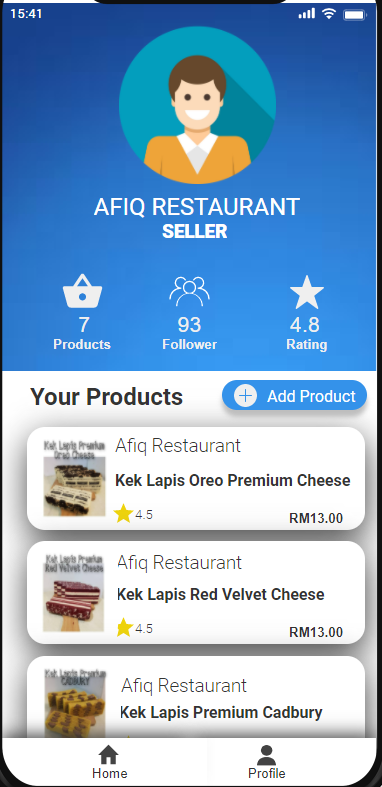 15:41
AFIQ RESTAURANT
SELLER
7
93
4.8
Products
Follower
Rating
Your Products
Add Product
Kek Lapis Premium
Oreo Cheese
Afiq Restaurant
Kek Lapis Oreo Premium Cheese
4.5
RM13.00
Kek Lapis Premium
Red Velvet Cheese
Afiq Restaurant
Kek Lapis Red Velvet Cheese
4.5
RM13.00
Kek Lapis Premium
CADBURY
Afiq Restaurant
Kek Lapis Premium Cadbury
Home
Profile